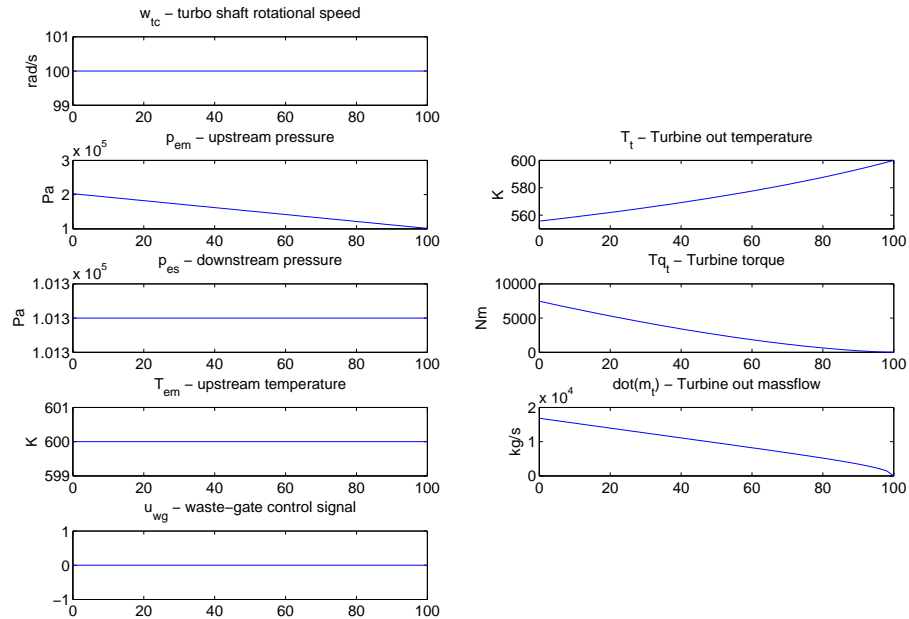 w_tc − turbo shaft rotational speed
101
100
99
rad/s
0 20 40 60 80 100
p_em − upstream pressure
x 10^5
3
2
1
Pa
0 20 40 60 80 100
p_es − downstream pressure
x 10^5
1.013
1.013
1.013
Pa
0 20 40 60 80 100
T_em − upstream temperature
601
600
599
K
0 20 40 60 80 100
u_wg − waste−gate control signal
1
0
−1
0 20 40 60 80 100
T_t − Turbine out temperature
600
580
560
K
0 20 40 60 80 100
Tq_t − Turbine torque
10000
5000
0
Nm
0 20 40 60 80 100
dot(m_t) − Turbine out massflow
x 10^4
2
1
0
kg/s
0 20 40 60 80 100